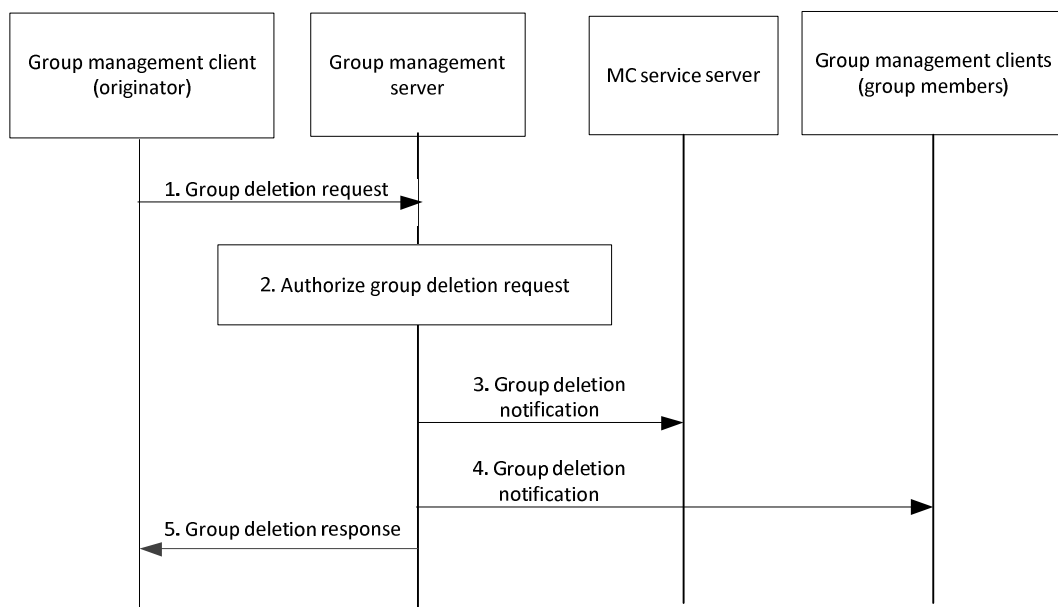 Group management client
(originator)
Group management
server
MC service server
Group management clients
(group members)
1. Group deletion request
2. Authorize group deletion request
3. Group deletion
notification
4. Group deletion
notification
5. Group deletion response